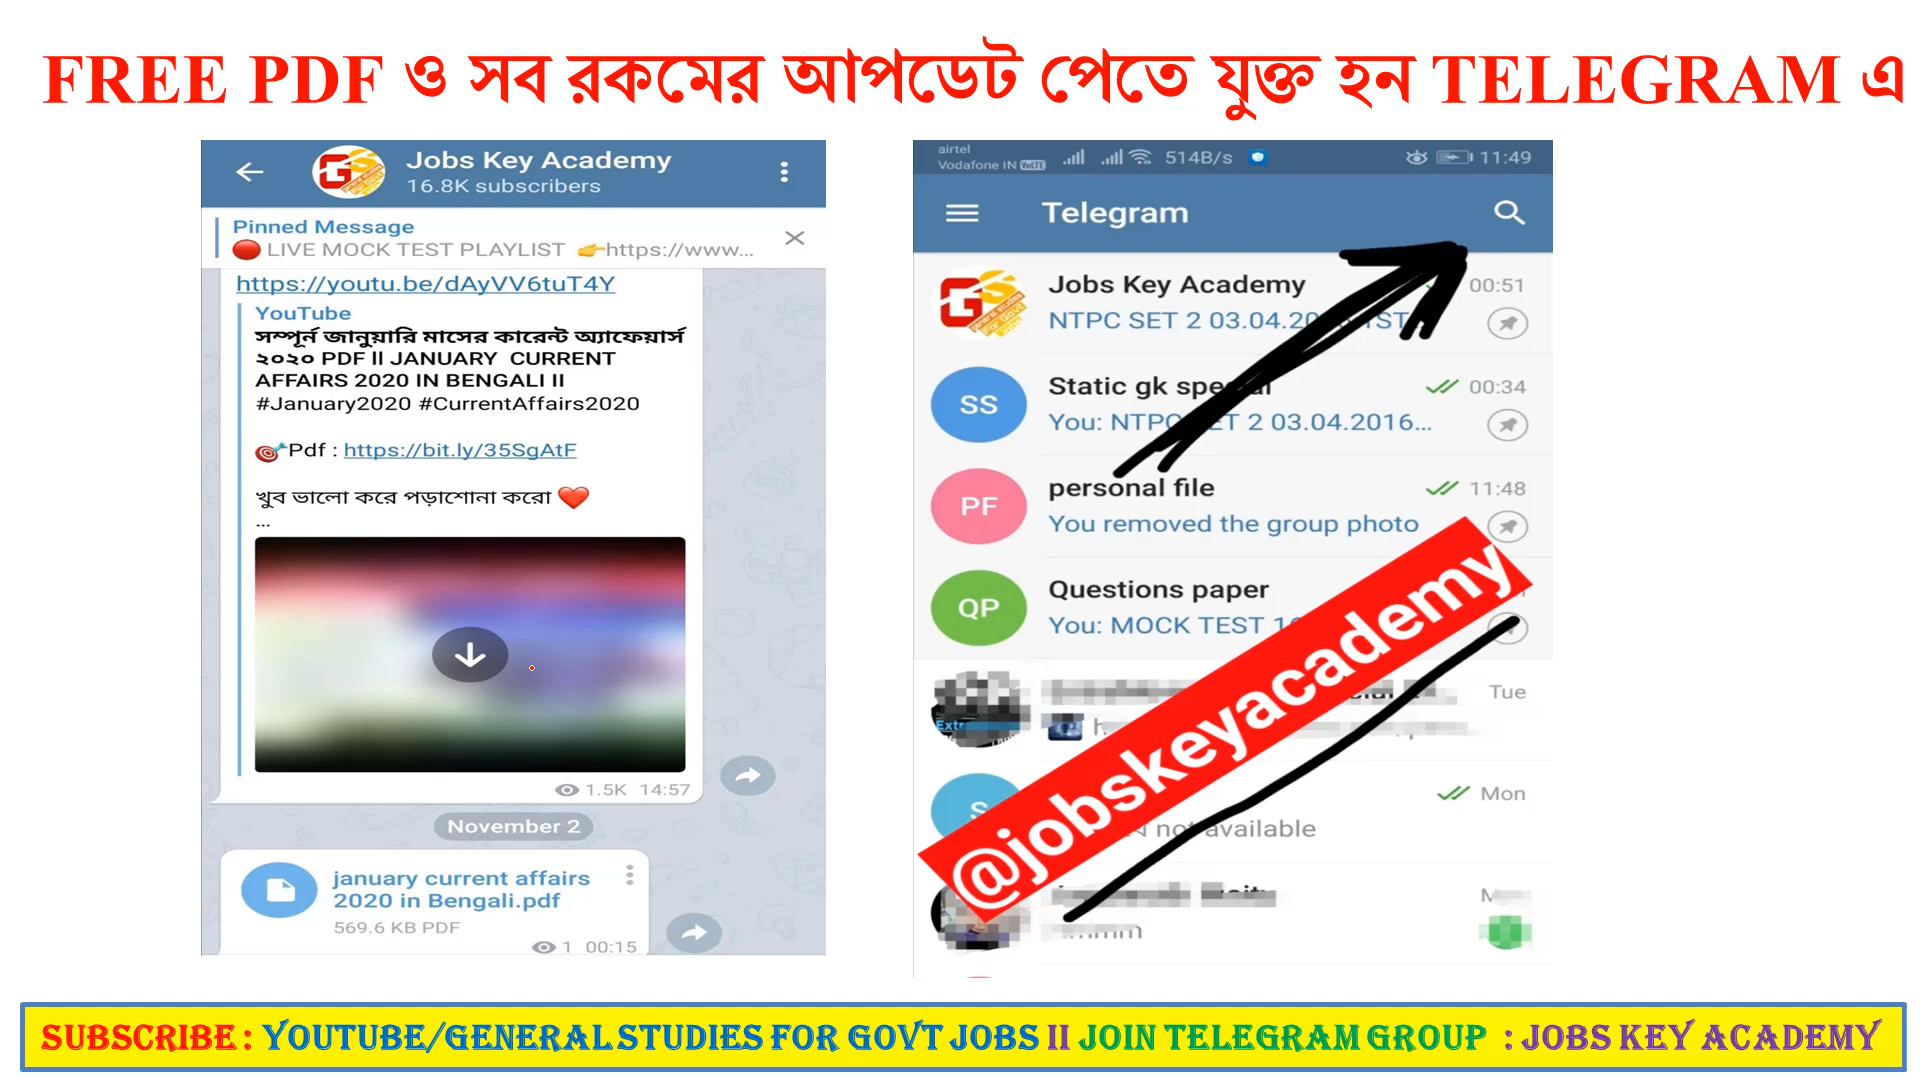 FREE PDF ও সব রকমের আপডেট পেতে যুক্ত হন TELEGRAM এ
Jobs Key Academy
16.8K subscribers
Pinned Message
LIVE MOCK TEST PLAYLIST 👉https://www...
https://youtu.be/dAyVV6tuT4Y
YouTube
সম্পূর্ন জানুয়ারি মাসের কারেন্ট অ্যাফেয়ার্স
২০২০ PDF ll JANUARY CURRENT
AFFAIRS 2020 IN BENGALI II
#January2020 #CurrentAffairs2020
🎯Pdf : https://bit.ly/35SgAtF
খুব ভালো করে পড়াশোনা করো ❤️
...
1.5K 14:57
November 2
january current affairs
2020 in Bengali.pdf
569.6 KB PDF
1 00:15
airtel
Vodafone IN VoLTE 514B/s 11:49
Telegram
Jobs Key Academy 00:51
NTPC SET 2 03.04.20
SS Static gk special 00:34
You: NTPC SET 2 03.04.2016...
PF personal file 11:48
You removed the group photo
QP Questions paper
You: MOCK TEST
Tue
@jobskeyacademy
S Mon
not available
SUBSCRIBE : YOUTUBE/GENERAL STUDIES FOR GOVT JOBS II JOIN TELEGRAM GROUP : JOBS KEY ACADEMY